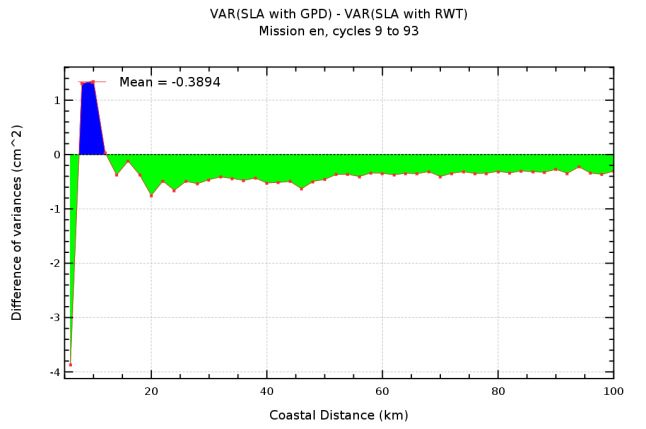 VAR(SLA with GPD) - VAR(SLA with RWT)
Mission en, cycles 9 to 93
Mean = -0.3894
Difference of variances (cm^2)
1
0
-1
-2
-3
-4
20
40
60
80
100
Coastal Distance (km)